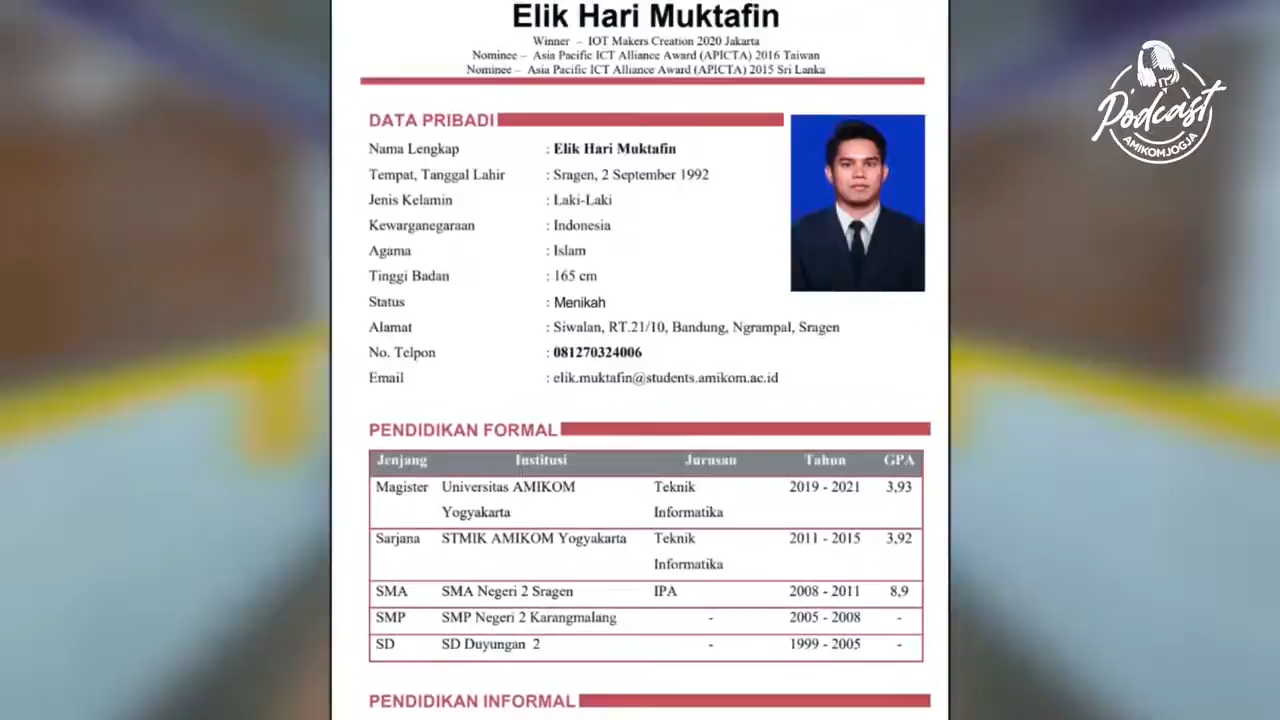 Elik Hari Muktafin
Winner – IOT Makers Creation 2020 Jakarta
Nominee – Asia Pacific ICT Alliance Award (APICTA) 2016 Taiwan
Nominee – Asia Pacific ICT Alliance Award (APICTA) 2015 Sri Lanka
Podcast
AMIKOMJOGJA
DATA PRIBADI
Nama Lengkap : Elik Hari Muktafin
Tempat, Tanggal Lahir : Sragen, 2 September 1992
Jenis Kelamin : Laki-Laki
Kewarganegaraan : Indonesia
Agama : Islam
Tinggi Badan : 165 cm
Status : Menikah
Alamat : Siwalan, RT.21/10, Bandung, Ngrampal, Sragen
No. Telpon : 081270324006
Email : elik.muktafin@students.amikom.ac.id
PENDIDIKAN FORMAL
Jenjang Institusi Jurusan Tahun GPA
Magister Universitas AMIKOM Teknik 2019 - 2021 3,93
Yogyakarta Informatika
Sarjana STMIK AMIKOM Yogyakarta Teknik 2011 - 2015 3,92
Informatika
SMA SMA Negeri 2 Sragen IPA 2008 - 2011 8,9
SMP SMP Negeri 2 Karangmalang - 2005 - 2008 -
SD SD Duyungan 2 - 1999 - 2005 -
PENDIDIKAN INFORMAL